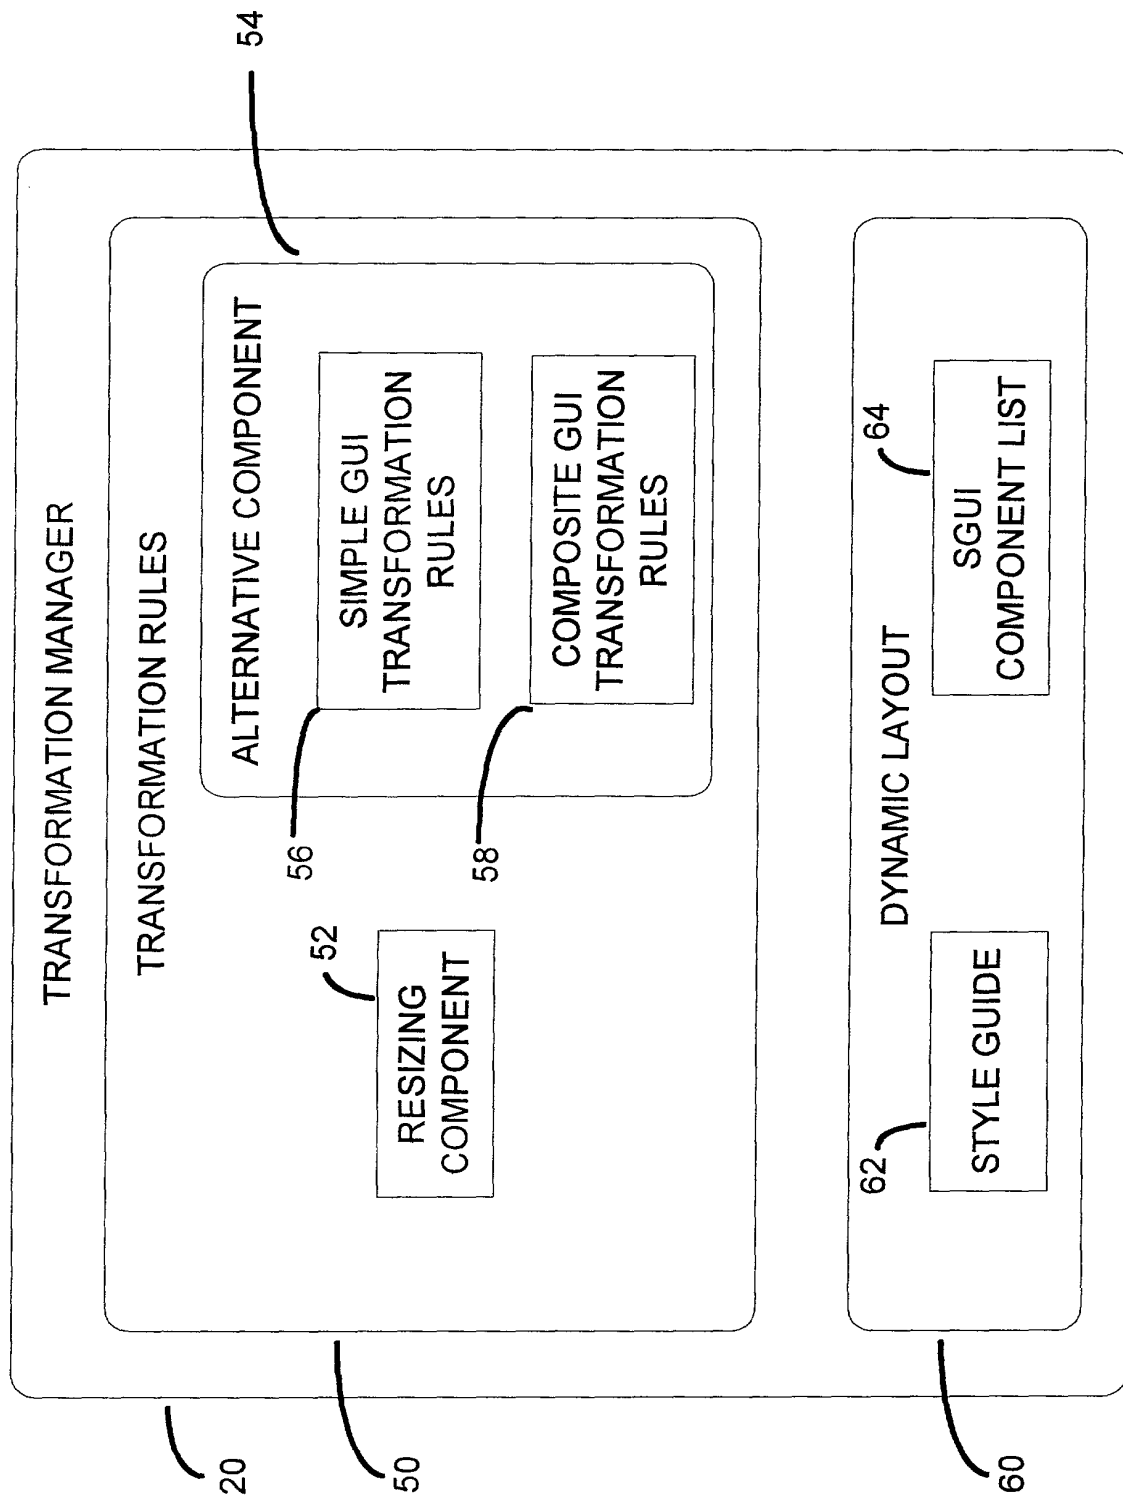 TRANSFORMATION MANAGER
20
TRANSFORMATION RULES
50
54
ALTERNATIVE COMPONENT
52
RESIZING
COMPONENT
56
SIMPLE GUI
TRANSFORMATION
RULES
58
COMPOSITE GUI
TRANSFORMATION
RULES
DYNAMIC LAYOUT
60
62
STYLE GUIDE
64
SGUI
COMPONENT LIST